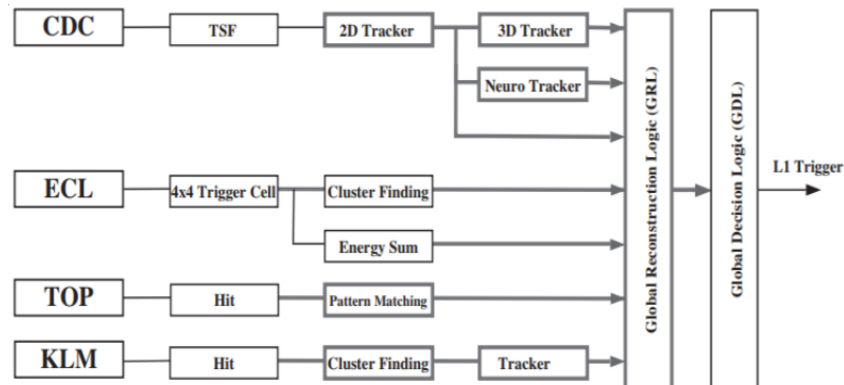 CDC
TSF
2D Tracker
3D Tracker
Neuro Tracker
ECL
4x4 Trigger Cell
Cluster Finding
Energy Sum
TOP
Hit
Pattern Matching
KLM
Hit
Cluster Finding
Tracker
Global Reconstruction Logic (GRL)
Global Decision Logic (GDL)
L1 Trigger